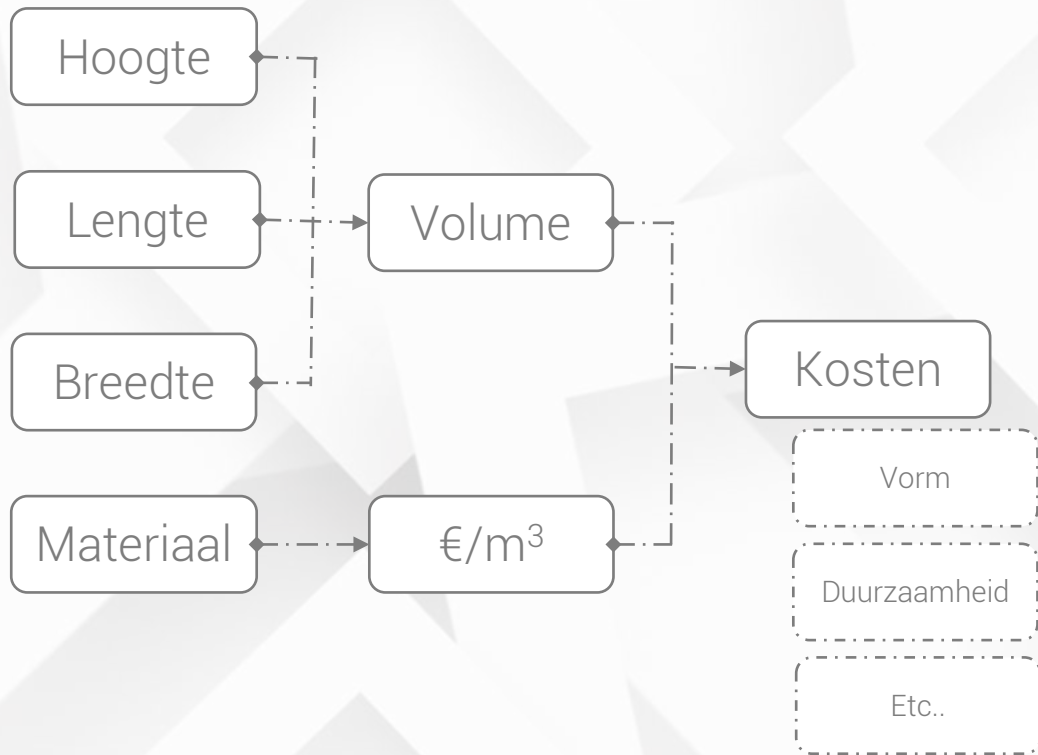 Hoogte
Lengte
Volume
Breedte
Kosten
Materiaal
€/m³
Vorm
Duurzaamheid
Etc..